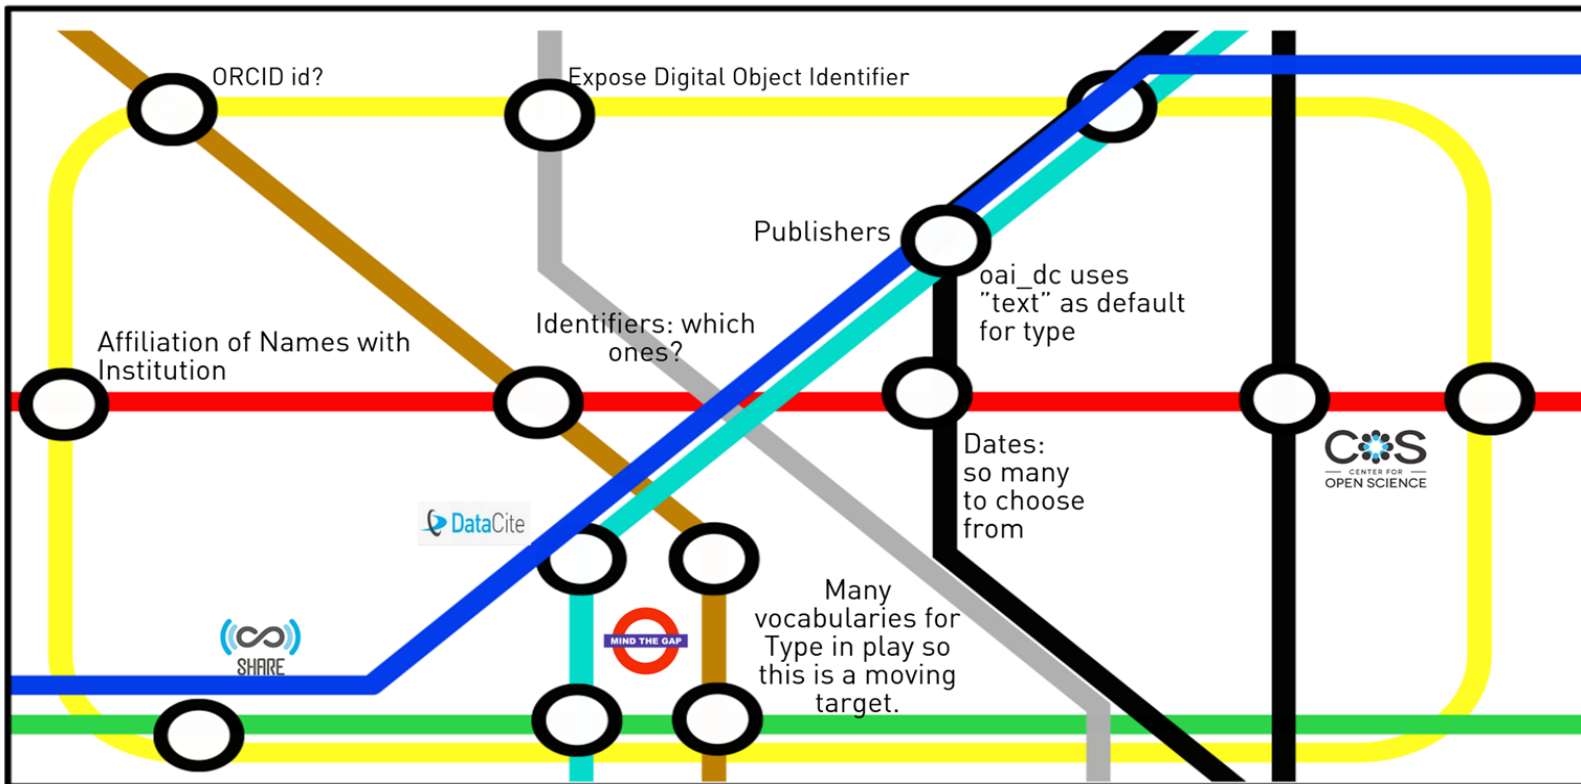 ORCID id?
Expose Digital Object Identifier
Publishers
oai_dc uses
"text" as default
for type
Identifiers: which
ones?
Affiliation of Names with
Institution
Dates:
so many
to choose
from
COS
CENTER FOR
OPEN SCIENCE
DataCite
Many
vocabularies for
Type in play so
this is a moving
target.
MIND THE GAP
SHARE